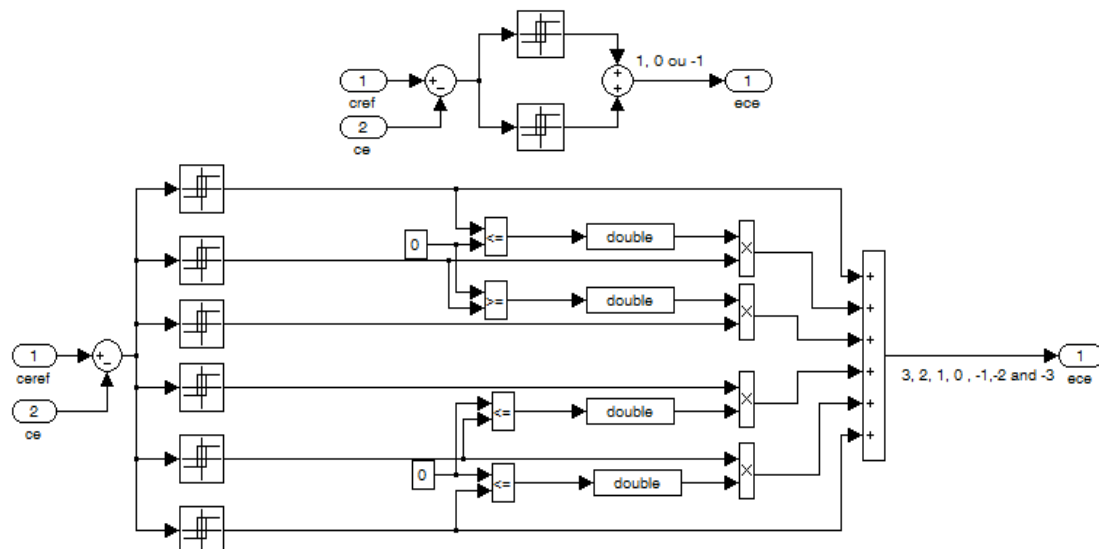 1
cref
2
ce
+
−
+
+
1, 0 ou -1
1
ece
0
<=
double
×
>=
double
×
1
ceref
2
ce
+
−
<=
double
×
0
<=
double
×
+
+
+
+
+
+
3, 2, 1, 0 , -1,-2 and -3
1
ece